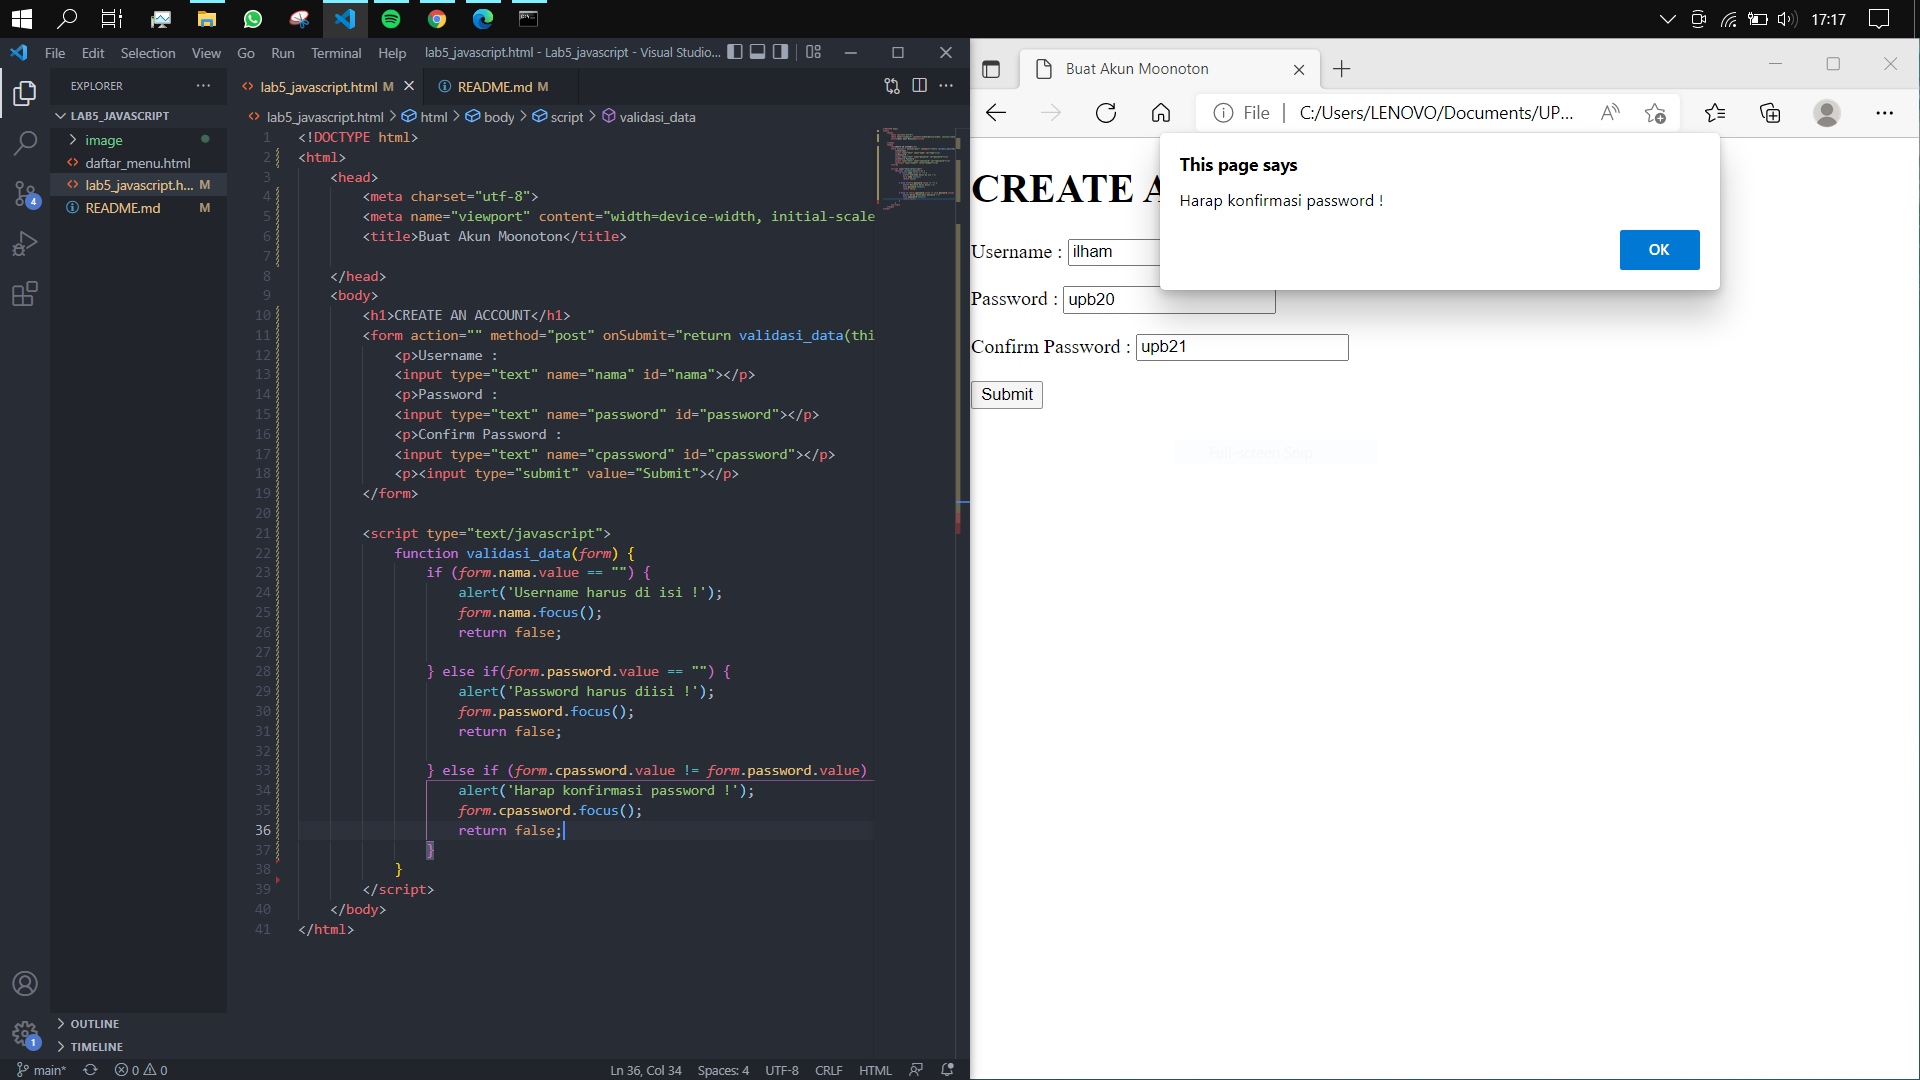 17:17
File Edit Selection View Go Run Terminal Help lab5_javascript.html - Lab5_javascript - Visual Studio...
EXPLORER
LAB5_JAVASCRIPT
image
daftar_menu.html
lab5_javascript.h... M
README.md M
4
1
OUTLINE
TIMELINE
lab5_javascript.html M
README.md M
lab5_javascript.html > html > body > script > validasi_data
1 <!DOCTYPE html>
2 <html>
3 <head>
4 <meta charset="utf-8">
5 <meta name="viewport" content="width=device-width, initial-scale
6 <title>Buat Akun Moonoton</title>
7
8 </head>
9 <body>
10 <h1>CREATE AN ACCOUNT</h1>
11 <form action="" method="post" onSubmit="return validasi_data(thi
12 <p>Username :
13 <input type="text" name="nama" id="nama"></p>
14 <p>Password :
15 <input type="text" name="password" id="password"></p>
16 <p>Confirm Password :
17 <input type="text" name="cpassword" id="cpassword"></p>
18 <p><input type="submit" value="Submit"></p>
19 </form>
20
21 <script type="text/javascript">
22 function validasi_data(form) {
23 if (form.nama.value == "") {
24 alert('Username harus di isi !');
25 form.nama.focus();
26 return false;
27
28 } else if(form.password.value == "") {
29 alert('Password harus diisi !');
30 form.password.focus();
31 return false;
32
33 } else if (form.cpassword.value != form.password.value)
34 alert('Harap konfirmasi password !');
35 form.cpassword.focus();
36 return false;
37 }
38 }
39 </script>
40 </body>
41 </html>
main* 0 0 Ln 36, Col 34 Spaces: 4 UTF-8 CRLF HTML
Buat Akun Moonoton
File C:/Users/LENOVO/Documents/UP...
This page says
Harap konfirmasi password !
OK
CREATE A
Username : ilham
Password : upb20
Confirm Password : upb21
Submit